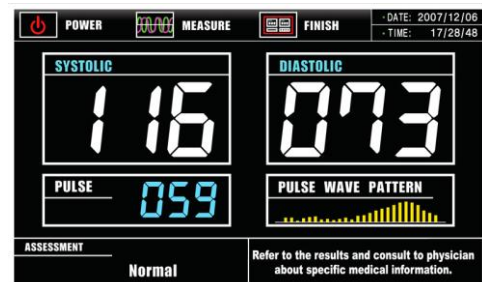 POWER MEASURE FINISH · DATE: 2007/12/06
· TIME: 17/28/48
SYSTOLIC DIASTOLIC
116 073
PULSE 059 PULSE WAVE PATTERN
ASSESSMENT
Normal
Refer to the results and consult to physician
about specific medical information.